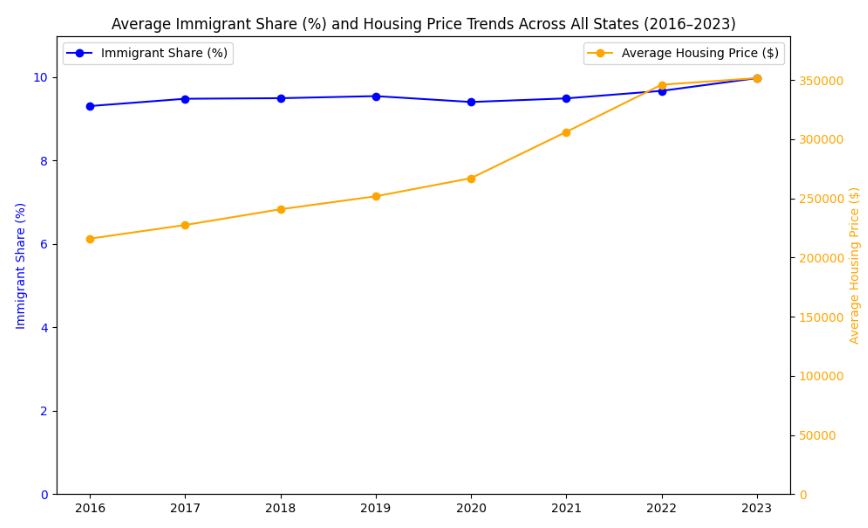 Average Immigrant Share (%) and Housing Price Trends Across All States (2016–2023)
Immigrant Share (%)
Average Housing Price ($)
10
8
6
4
2
0
Immigrant Share (%)
350000
300000
250000
200000
150000
100000
50000
0
Average Housing Price ($)
2016 2017 2018 2019 2020 2021 2022 2023